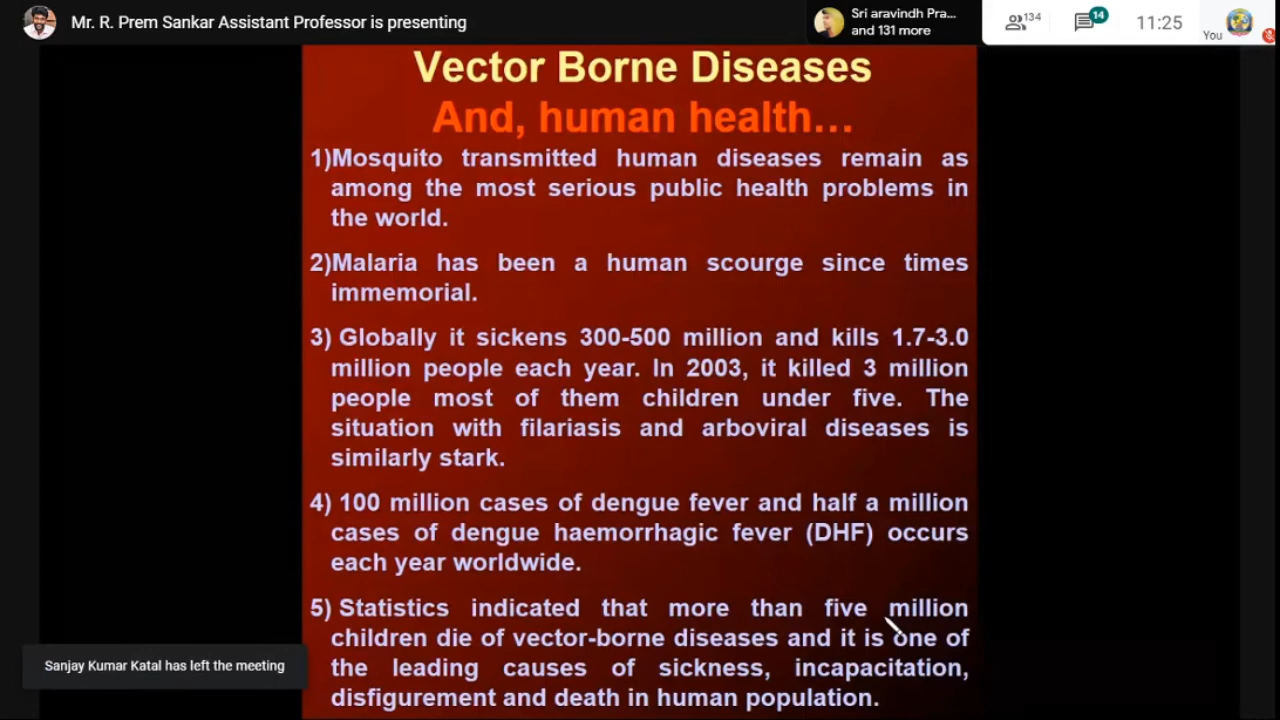 Mr. R. Prem Sankar Assistant Professor is presenting
Sri aravindh Pra...
and 131 more
134
14
11:25
You
Vector Borne Diseases
And, human health...
1)Mosquito transmitted human diseases remain as
among the most serious public health problems in
the world.
2)Malaria has been a human scourge since times
immemorial.
3) Globally it sickens 300-500 million and kills 1.7-3.0
million people each year. In 2003, it killed 3 million
people most of them children under five. The
situation with filariasis and arboviral diseases is
similarly stark.
4) 100 million cases of dengue fever and half a million
cases of dengue haemorrhagic fever (DHF) occurs
each year worldwide.
5) Statistics indicated that more than five million
children die of vector-borne diseases and it is one of
the leading causes of sickness, incapacitation,
disfigurement and death in human population.
Sanjay Kumar Katal has left the meeting